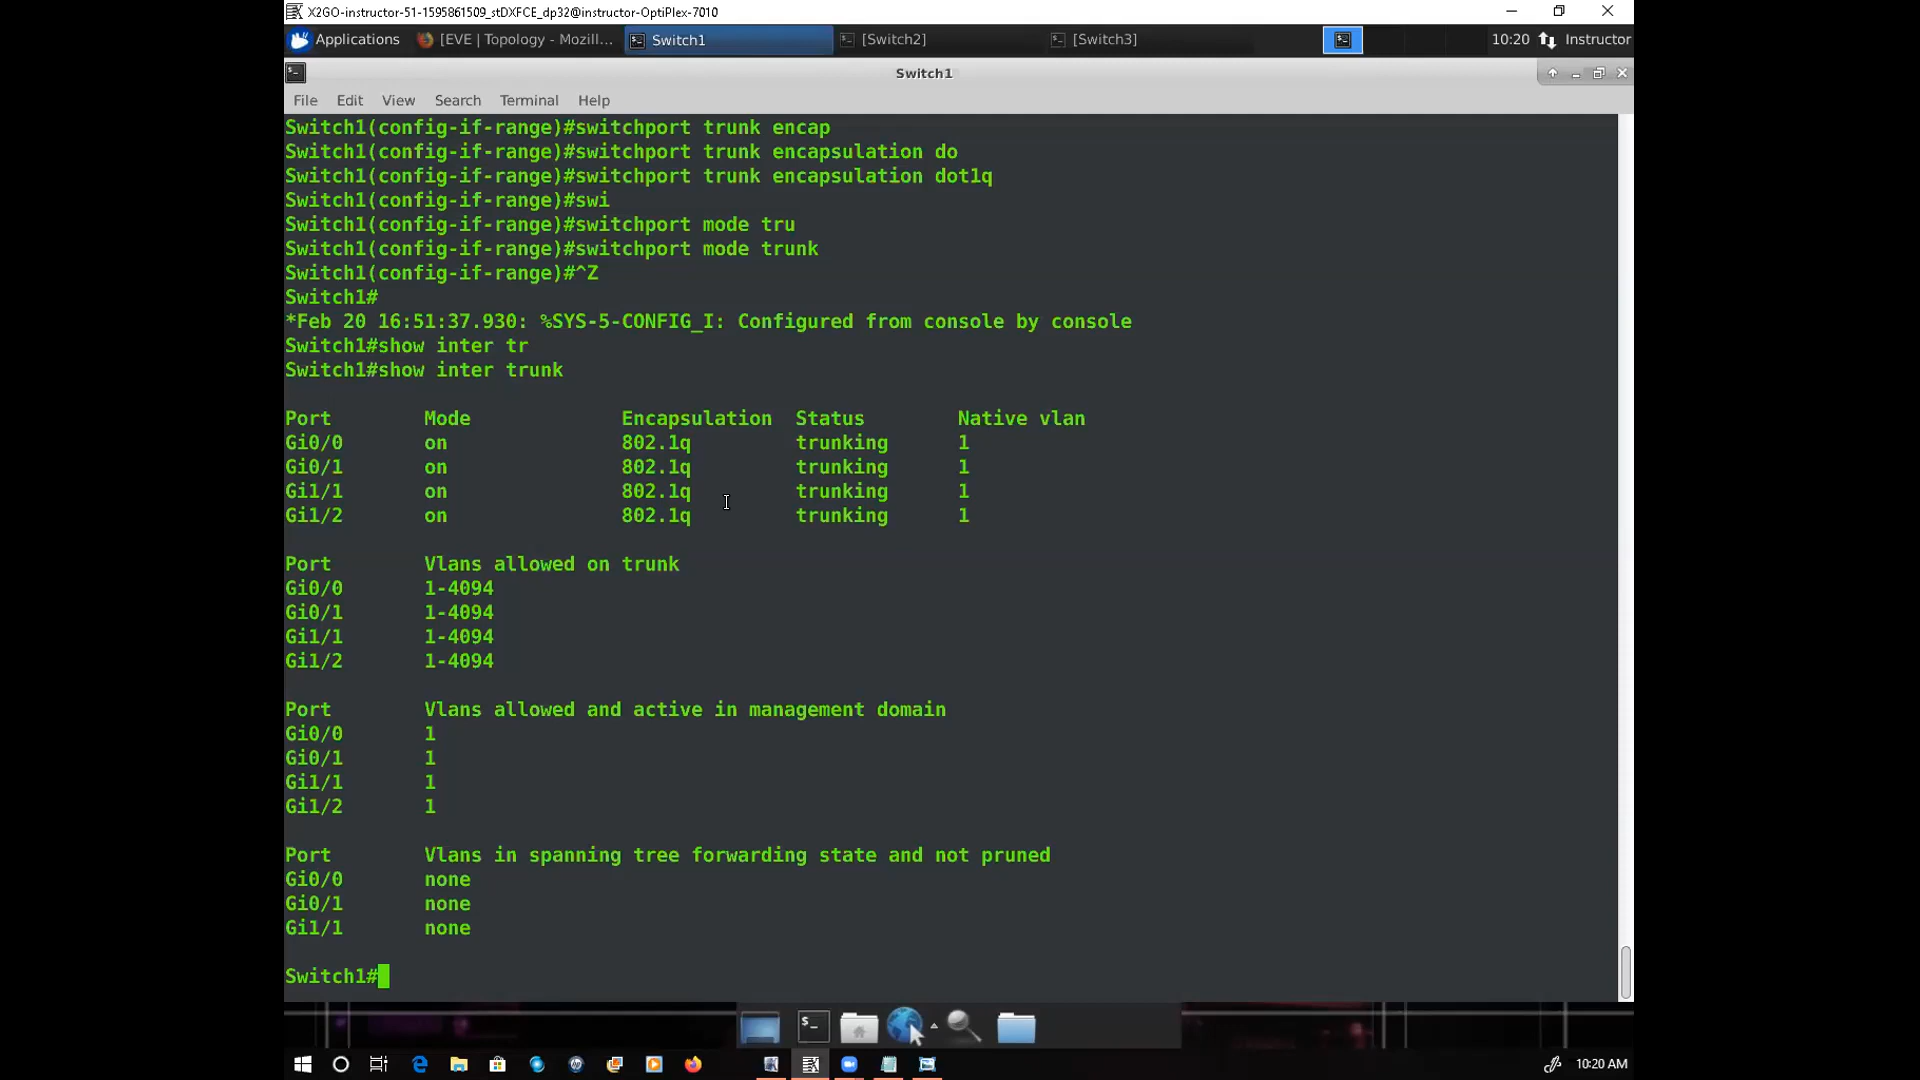 X2GO-instructor-51-1595861509_stDXFCE_dp32@instructor-OptiPlex-7010
Applications [EVE | Topology - Mozill... Switch1 [Switch2] [Switch3] 10:20 Instructor
Switch1
File Edit View Search Terminal Help
Switch1(config-if-range)#switchport trunk encap
Switch1(config-if-range)#switchport trunk encapsulation do
Switch1(config-if-range)#switchport trunk encapsulation dot1q
Switch1(config-if-range)#swi
Switch1(config-if-range)#switchport mode tru
Switch1(config-if-range)#switchport mode trunk
Switch1(config-if-range)#^Z
Switch1#
*Feb 20 16:51:37.930: %SYS-5-CONFIG_I: Configured from console by console
Switch1#show inter tr
Switch1#show inter trunk
Port Mode Encapsulation Status Native vlan
Gi0/0 on 802.1q trunking 1
Gi0/1 on 802.1q trunking 1
Gi1/1 on 802.1q trunking 1
Gi1/2 on 802.1q trunking 1
Port Vlans allowed on trunk
Gi0/0 1-4094
Gi0/1 1-4094
Gi1/1 1-4094
Gi1/2 1-4094
Port Vlans allowed and active in management domain
Gi0/0 1
Gi0/1 1
Gi1/1 1
Gi1/2 1
Port Vlans in spanning tree forwarding state and not pruned
Gi0/0 none
Gi0/1 none
Gi1/1 none
Switch1#
10:20 AM